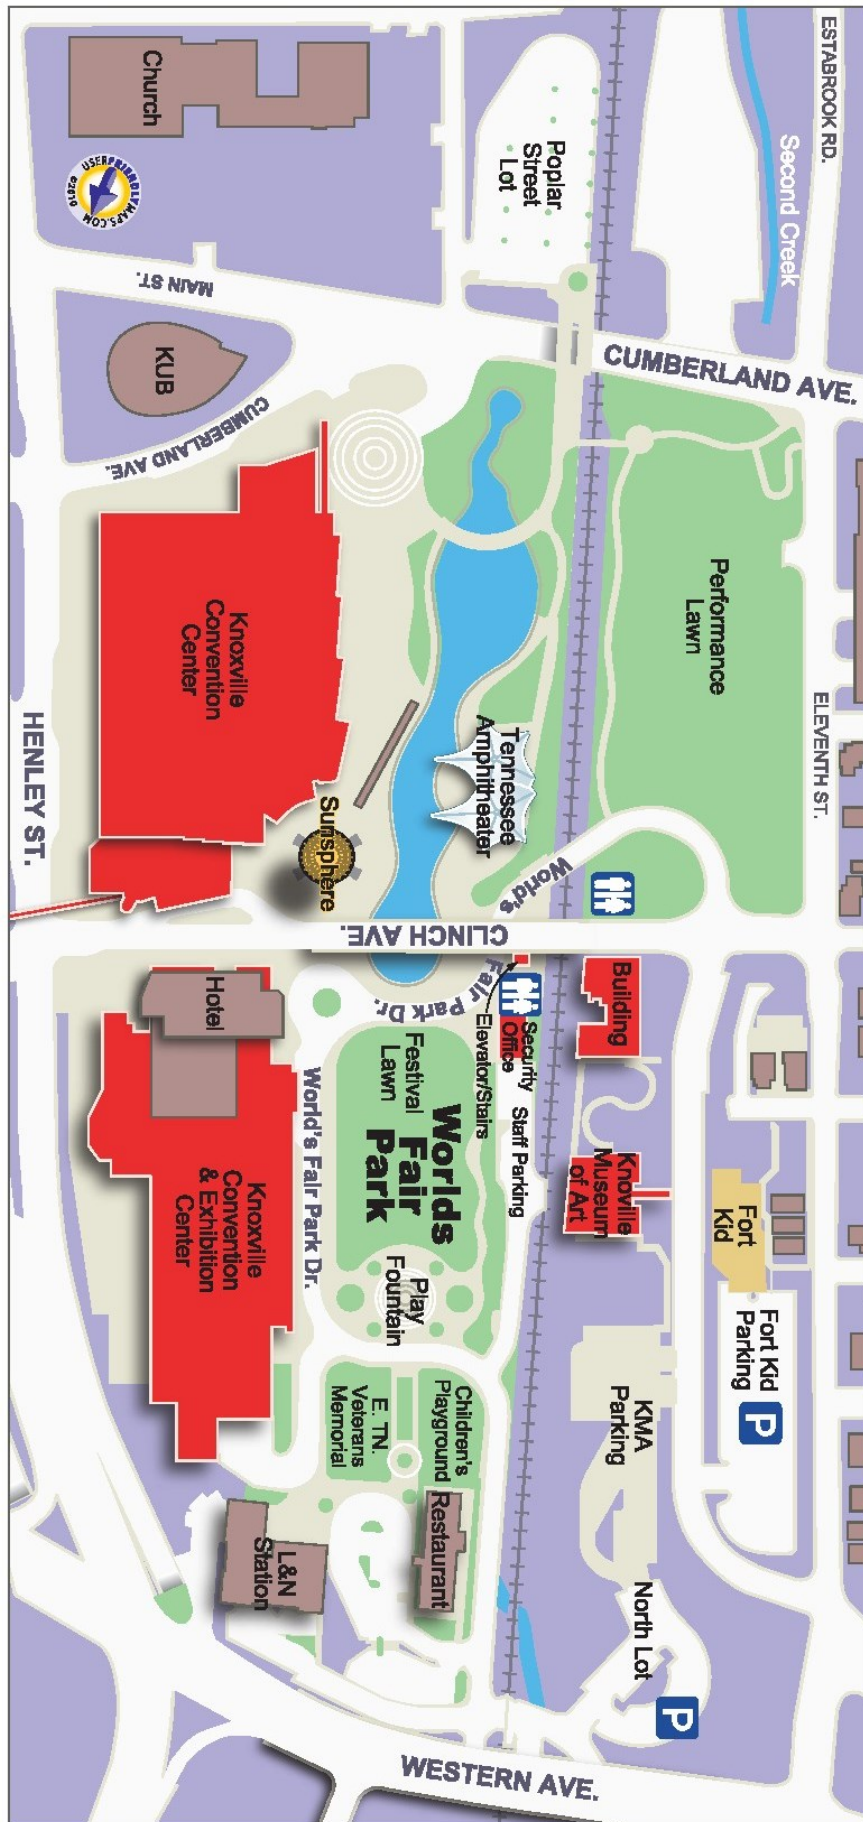 ESTABROOK RD.
Second Creek
Church
Poplar
Street
Lot
USERFRIENDLYMAPS.COM
©2010
MAIN ST.
KUB
CUMBERLAND AVE.
CUMBERLAND AVE.
Performance
Lawn
ELEVENTH ST.
Knoxville
Convention
Center
HENLEY ST.
Tennessee
Amphitheater
Sunsphere
World's
Fair Park Dr.
CLINCH AVE.
Building
Hotel
Security
Office
Elevator/Stairs
Staff Parking
Festival
Lawn
Worlds
Fair
Park
World's Fair Park Dr.
Knoville
Museum
of Art
Fort
Kid
Fort Kid
Parking
P
Knoxville
Convention
& Exhibition
Center
Play
Fountain
KMA
Parking
Children's
Playground
E. TN.
Veterans
Memorial
Restaurant
L&N
Station
North Lot
P
WESTERN AVE.